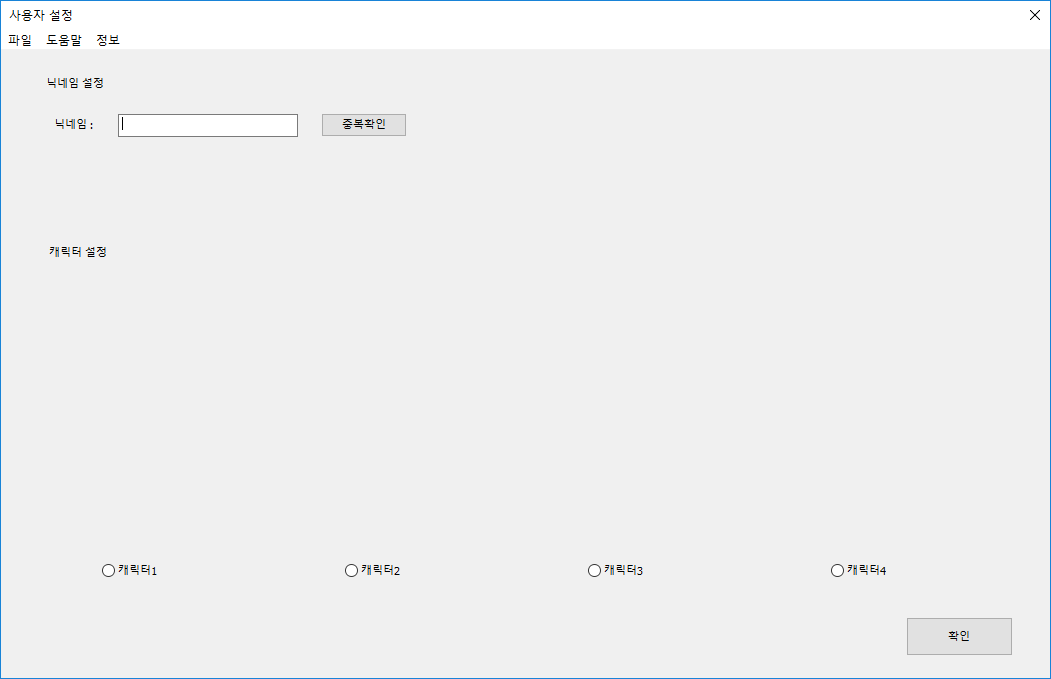 사용자 설정
파일 도움말 정보
닉네임 설정
닉네임 : 중복확인
캐릭터 설정
캐릭터1 캐릭터2 캐릭터3 캐릭터4
확인